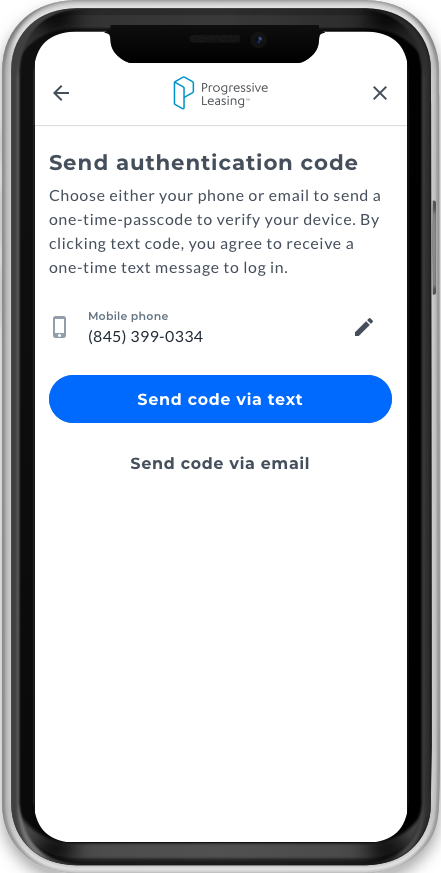 Progressive
Leasing™
Send authentication code
Choose either your phone or email to send a
one-time-passcode to verify your device. By
clicking text code, you agree to receive a
one-time text message to log in.
Mobile phone
(845) 399-0334
Send code via text
Send code via email